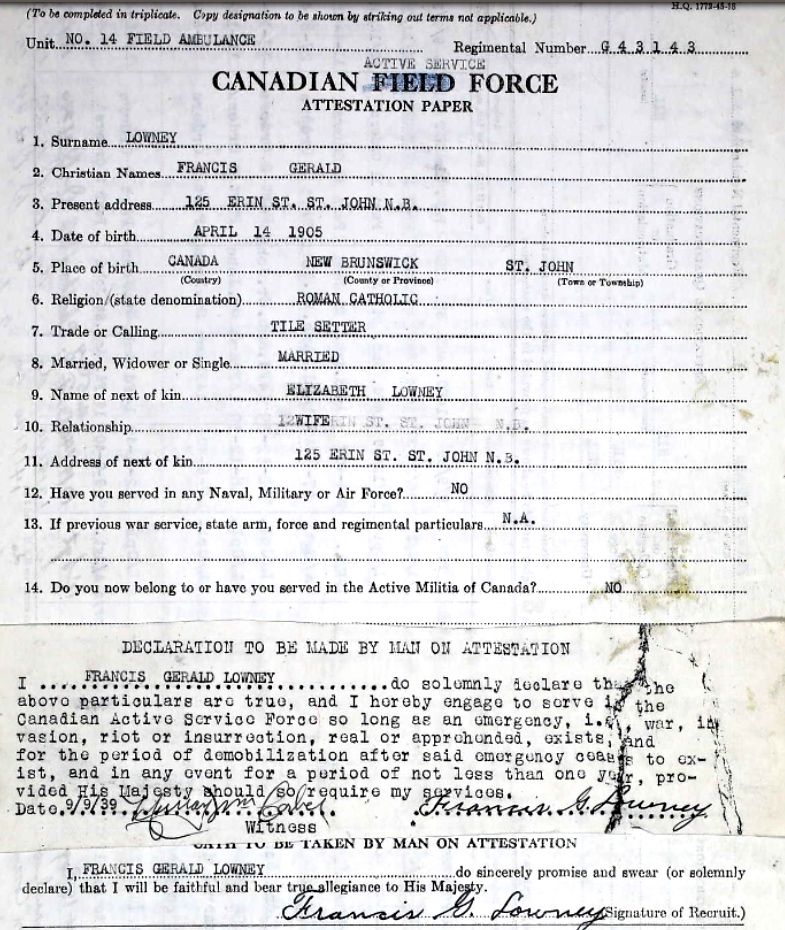 (To be completed in triplicate. Copy designation to be shown by striking out terms not applicable.)
H.Q. 1772-45-18
Unit NO. 14 FIELD AMBULANCE Regimental Number G 4 3 1 4 3
ACTIVE SERVICE
CANADIAN FIELD FORCE
ATTESTATION PAPER
1. Surname LOWNEY
2. Christian Names FRANCIS GERALD
3. Present address 125 ERIN ST. ST. JOHN N.B.
4. Date of birth APRIL 14 1905
5. Place of birth CANADA NEW BRUNSWICK ST. JOHN
(Country) (County or Province) (Town or Township)
6. Religion (state denomination) ROMAN CATHOLIC
7. Trade or Calling TILE SETTER
8. Married, Widower or Single MARRIED
9. Name of next of kin ELIZABETH LOWNEY
10. Relationship WIFE
11. Address of next of kin 125 ERIN ST. ST. JOHN N.B.
12. Have you served in any Naval, Military or Air Force? NO
13. If previous war service, state arm, force and regimental particulars N.A.
14. Do you now belong to or have you served in the Active Militia of Canada? NO
DECLARATION TO BE MADE BY MAN ON ATTESTATION
I FRANCIS GERALD LOWNEY do solemnly declare that the
above particulars are true, and I hereby engage to serve in the
Canadian Active Service Force so long as an emergency, i.e., war, in
vasion, riot or insurrection, real or apprehended, exists, and
for the period of demobilization after said emergency ceases to ex-
ist, and in any event for a period of not less than one year, pro-
vided His Majesty should so require my services.
Date 9/9/39 Francis G. Lowney
Witness
OATH TO BE TAKEN BY MAN ON ATTESTATION
I, FRANCIS GERALD LOWNEY do sincerely promise and swear (or solemnly
declare) that I will be faithful and bear true allegiance to His Majesty.
Francis G. Lowney (Signature of Recruit.)